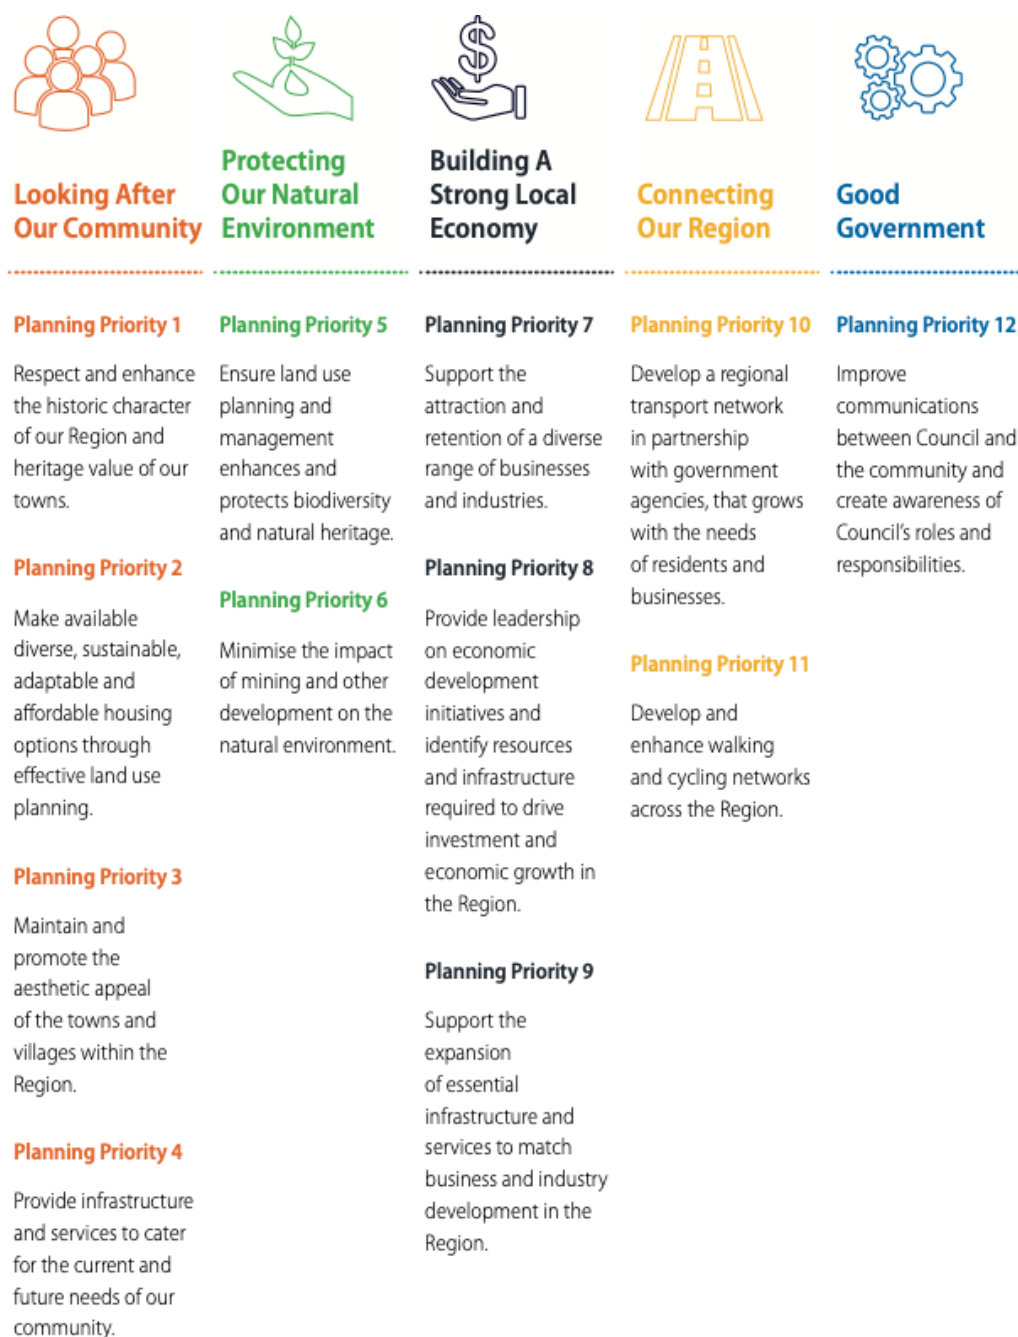 Looking After
Our Community
Planning Priority 1
Respect and enhance
the historic character
of our Region and
heritage value of our
towns.
Planning Priority 2
Make available
diverse, sustainable,
adaptable and
affordable housing
options through
effective land use
planning.
Planning Priority 3
Maintain and
promote the
aesthetic appeal
of the towns and
villages within the
Region.
Planning Priority 4
Provide infrastructure
and services to cater
for the current and
future needs of our
community.
Protecting
Our Natural
Environment
Planning Priority 5
Ensure land use
planning and
management
enhances and
protects biodiversity
and natural heritage.
Planning Priority 6
Minimise the impact
of mining and other
development on the
natural environment.
$
Building A
Strong Local
Economy
Planning Priority 7
Support the
attraction and
retention of a diverse
range of businesses
and industries.
Planning Priority 8
Provide leadership
on economic
development
initiatives and
identify resources
and infrastructure
required to drive
investment and
economic growth in
the Region.
Planning Priority 9
Support the
expansion
of essential
infrastructure and
services to match
business and industry
development in the
Region.
Connecting
Our Region
Planning Priority 10
Develop a regional
transport network
in partnership
with government
agencies, that grows
with the needs
of residents and
businesses.
Planning Priority 11
Develop and
enhance walking
and cycling networks
across the Region.
Good
Government
Planning Priority 12
Improve
communications
between Council and
the community and
create awareness of
Council's roles and
responsibilities.